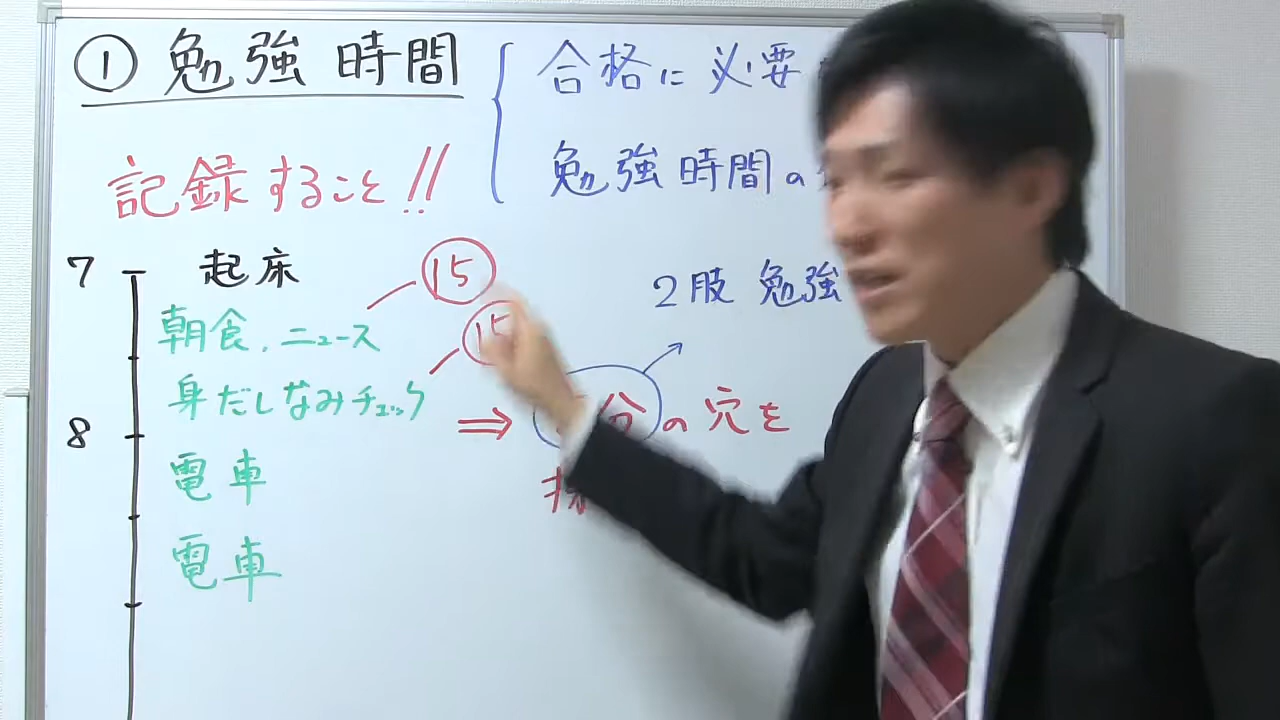 ① 勉強時間
合格に必要
勉強時間の
記録すること!!
7 起床
15
朝食、ニュース
15
身だしなみチェック
2股 勉強
8
⇒ 分の穴を
電車
電車